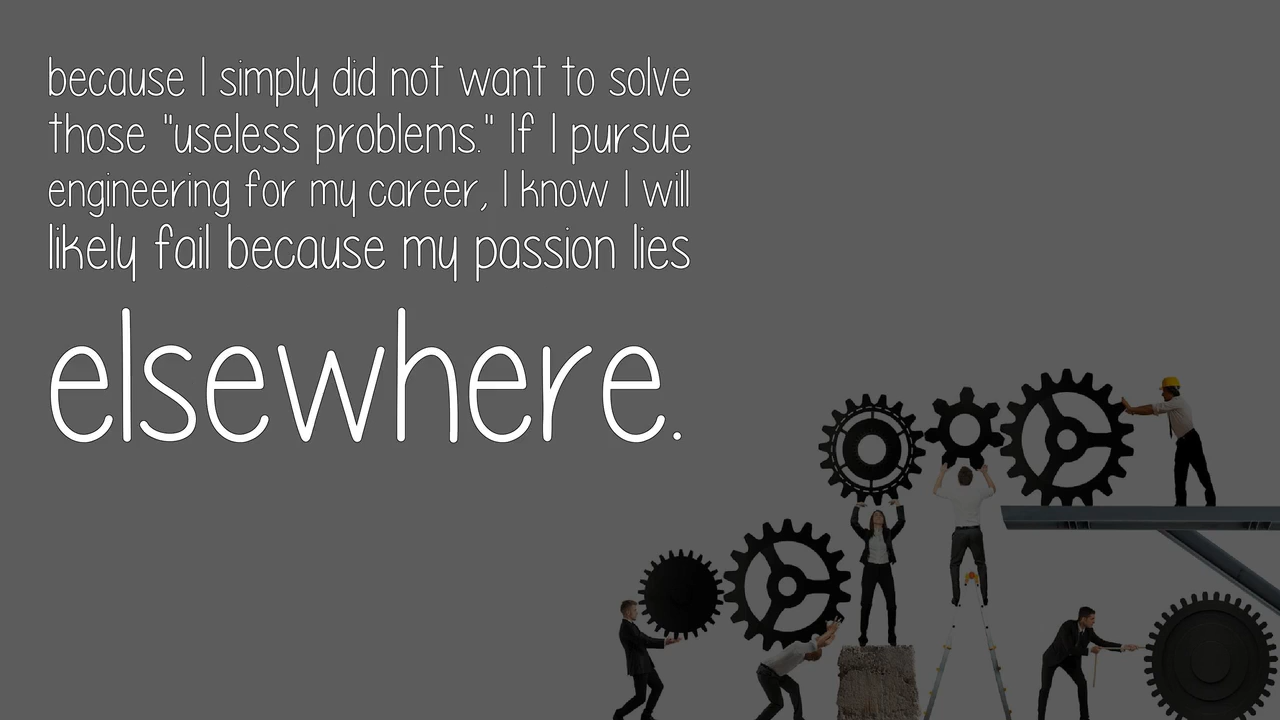 because I simply did not want to solve
those "useless problems." If I pursue
engineering for my career, I know I will
likely fail because my passion lies
elsewhere.